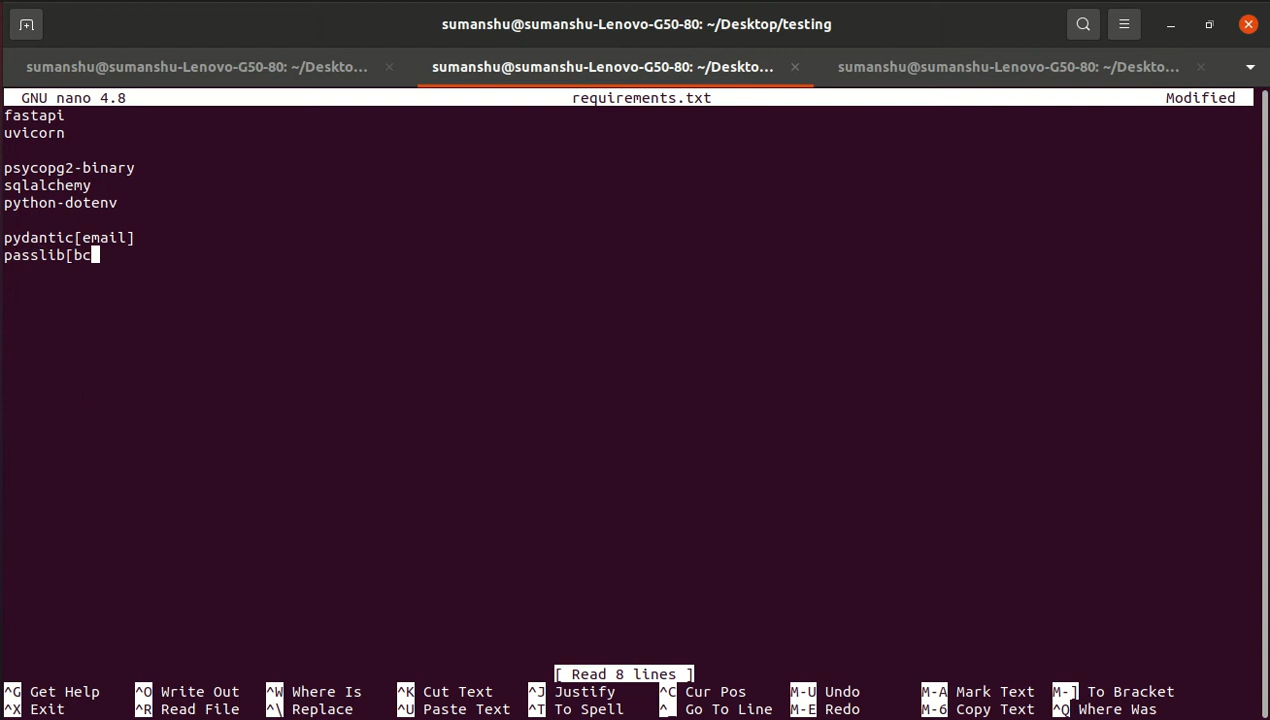 sumanshu@sumanshu-Lenovo-G50-80: ~/Desktop/testing
sumanshu@sumanshu-Lenovo-G50-80: ~/Deskto...
sumanshu@sumanshu-Lenovo-G50-80: ~/Deskto...
sumanshu@sumanshu-Lenovo-G50-80: ~/Deskto...
GNU nano 4.8 requirements.txt Modified
fastapi
uvicorn
psycopg2-binary
sqlalchemy
python-dotenv
pydantic[email]
passlib[bc
[ Read 8 lines ]
^G Get Help ^O Write Out ^W Where Is ^K Cut Text ^J Justify ^C Cur Pos M-U Undo M-A Mark Text M-] To Bracket
^X Exit ^R Read File ^\ Replace ^U Paste Text ^T To Spell ^_ Go To Line M-E Redo M-6 Copy Text ^Q Where Was